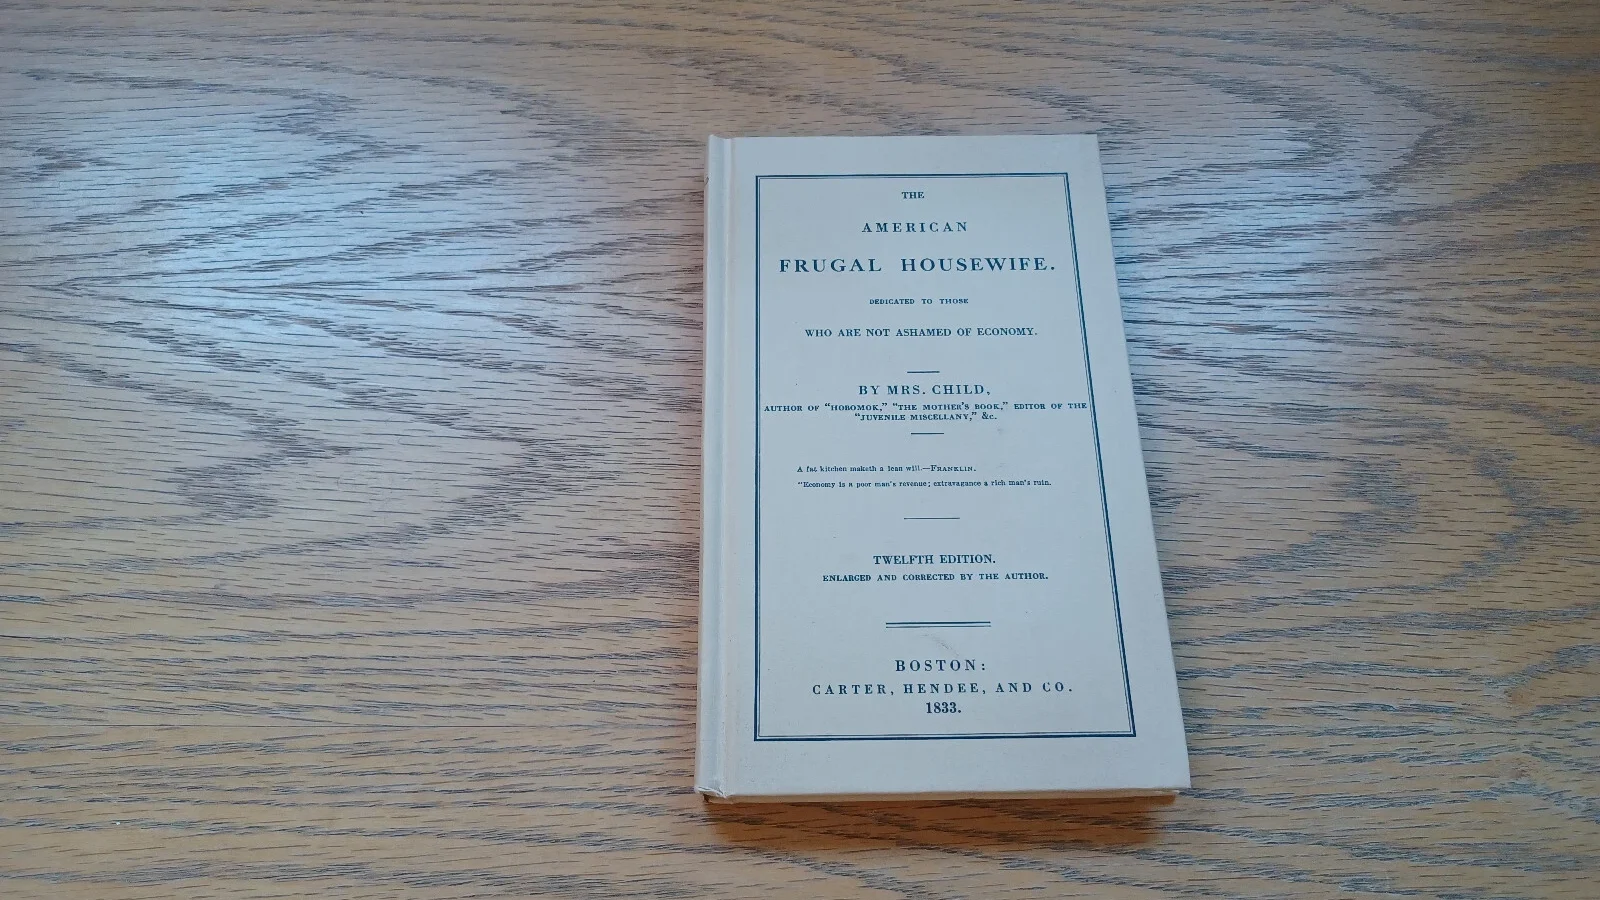 THE
AMERICAN
FRUGAL HOUSEWIFE.
DEDICATED TO THOSE
WHO ARE NOT ASHAMED OF ECONOMY.
BY MRS. CHILD,
AUTHOR OF "HOBOMOK," "THE MOTHER'S BOOK," EDITOR OF THE
"JUVENILE MISCELLANY," &c.
A fat kitchen maketh a lean will.—FRANKLIN.
"Economy is a poor man's revenue; extravagance a rich man's ruin.
TWELFTH EDITION.
ENLARGED AND CORRECTED BY THE AUTHOR.
BOSTON:
CARTER, HENDEE, AND CO.
1833.